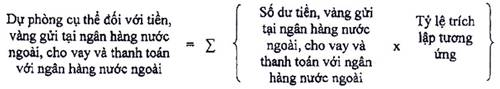 Dự phòng cụ thể đối với tiền,
vàng gửi tại ngân hàng nước
ngoài, cho vay và thanh toán
với ngân hàng nước ngoài
= Σ
Số dư tiền, vàng gửi
tại ngân hàng nước
ngoài, cho vay và
thanh toán với ngân
hàng nước ngoài
x
Tỷ lệ trích
lập tương
ứng